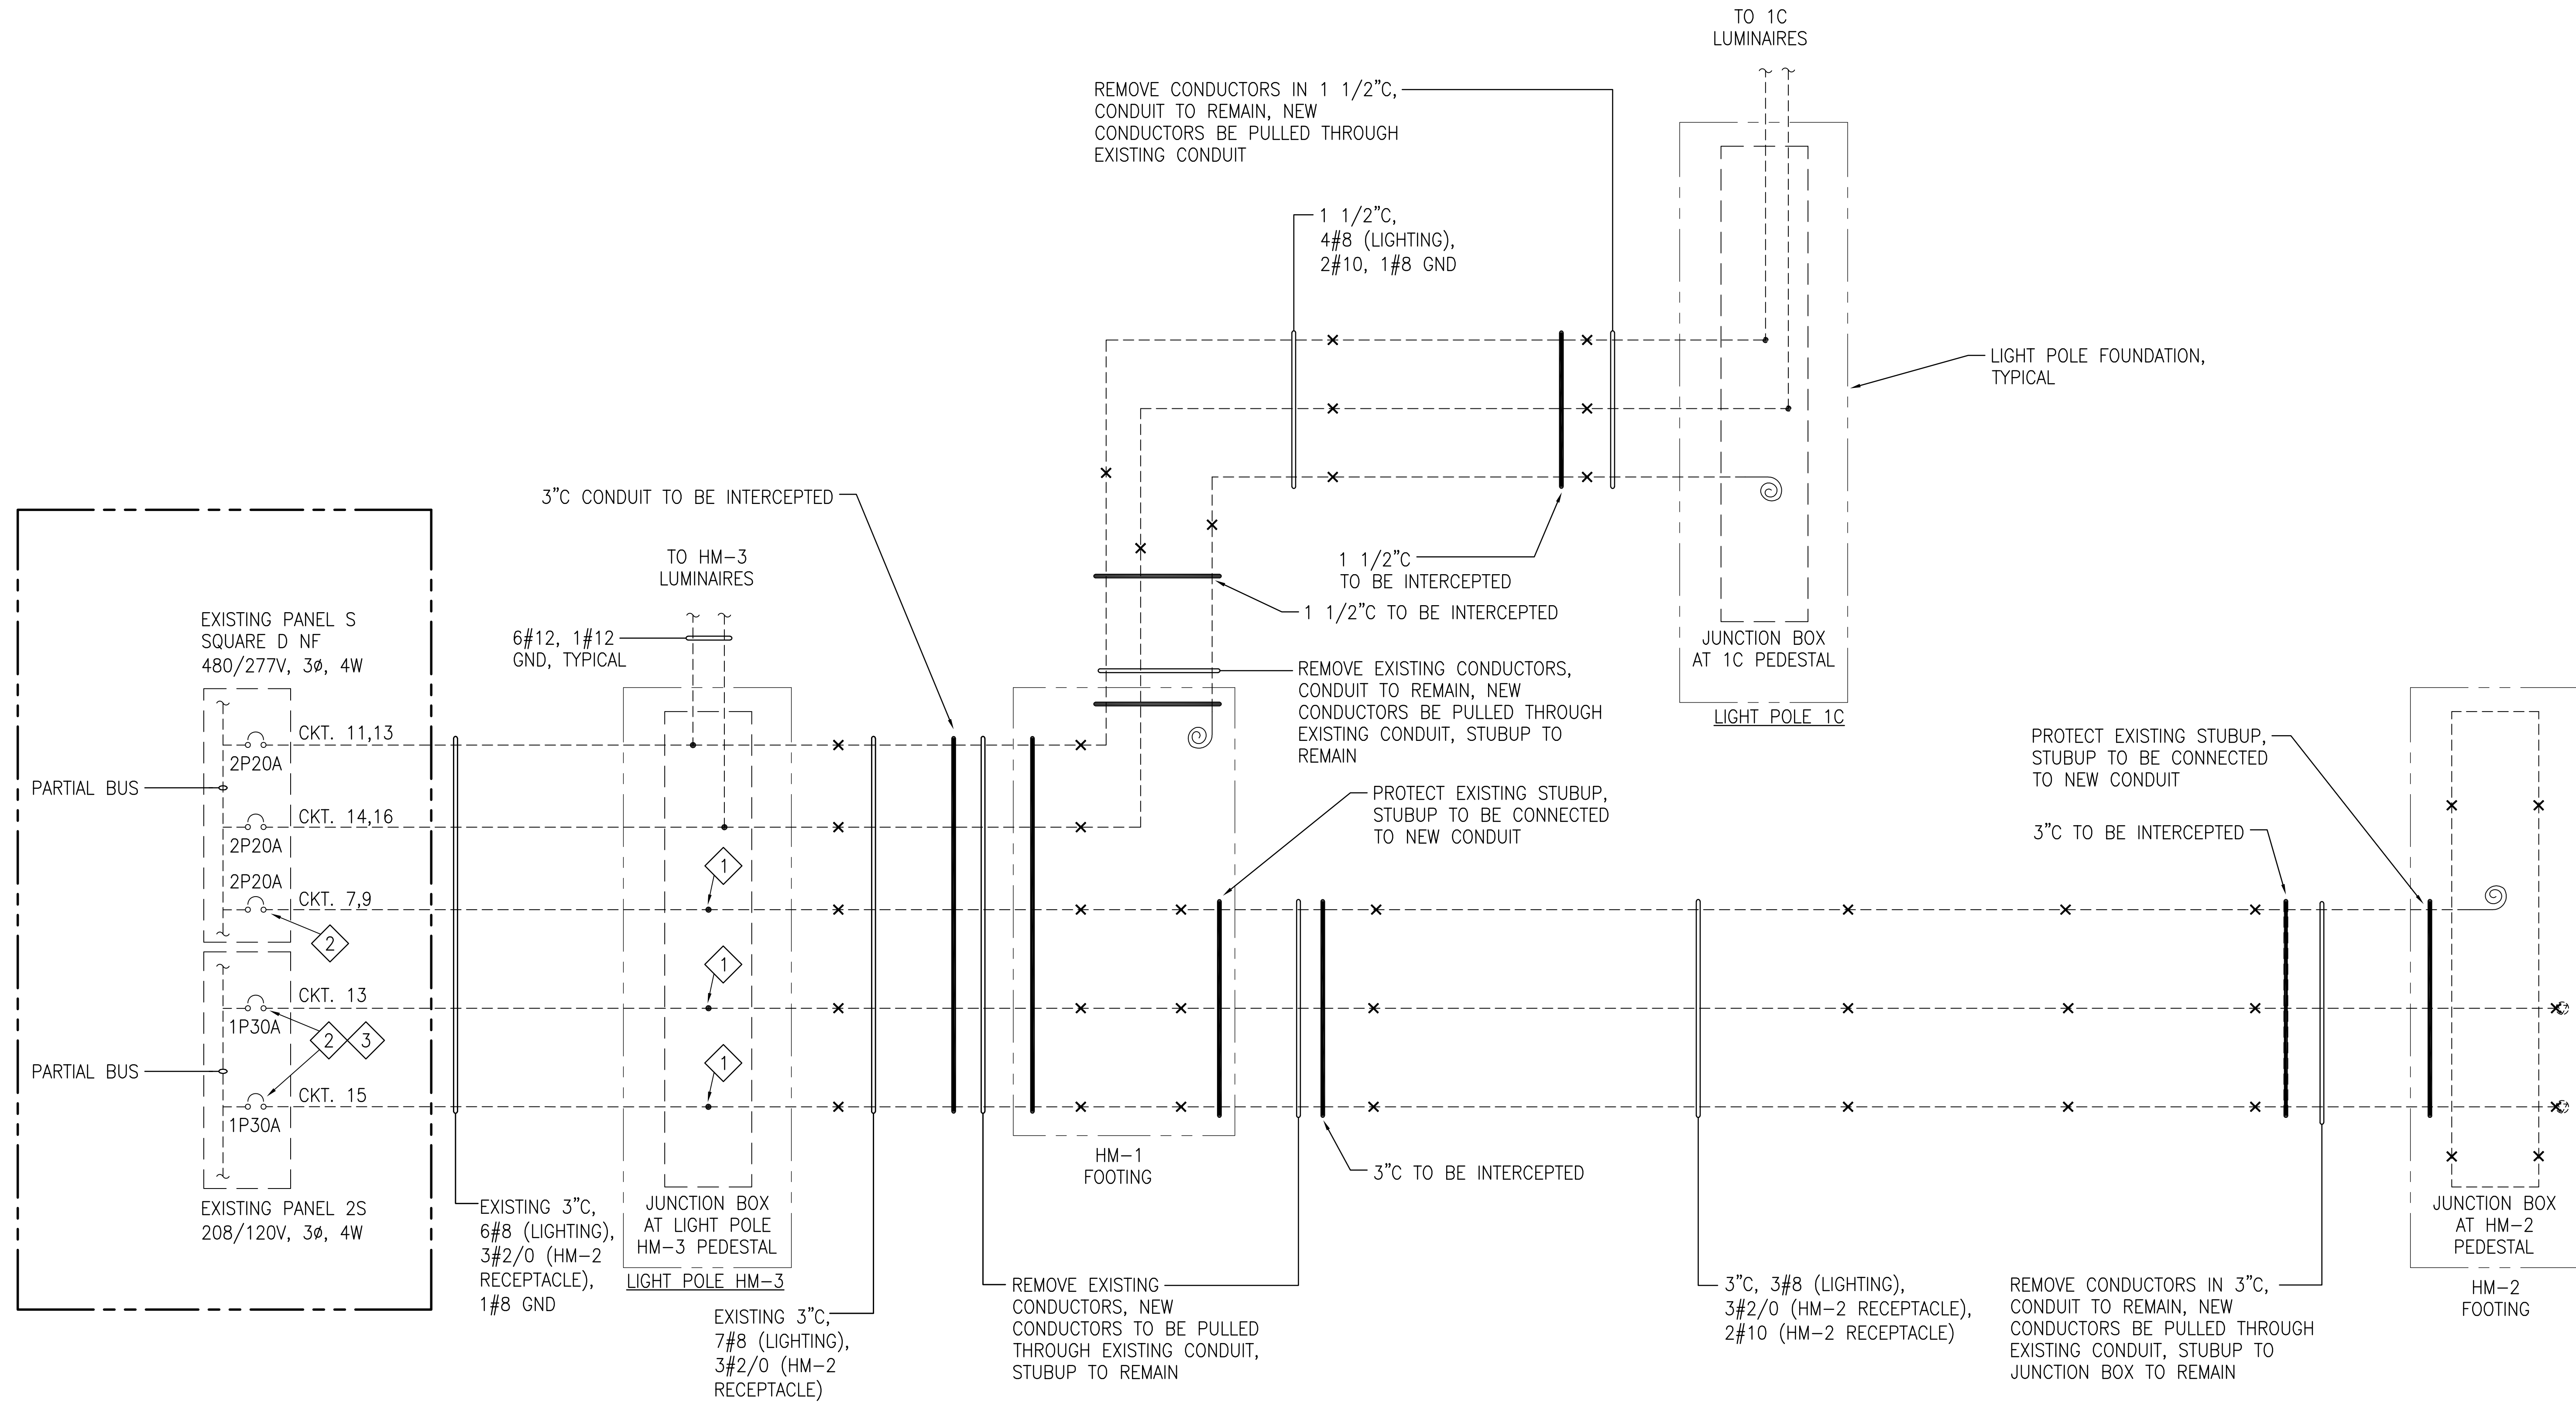 TO 1C
LUMINAIRES
REMOVE CONDUCTORS IN 1 1/2"C,
CONDUIT TO REMAIN, NEW
CONDUCTORS BE PULLED THROUGH
EXISTING CONDUIT
1 1/2"C,
4#8 (LIGHTING),
2#10, 1#8 GND
LIGHT POLE FOUNDATION,
TYPICAL
3"C CONDUIT TO BE INTERCEPTED
1 1/2"C
TO BE INTERCEPTED
1 1/2"C TO BE INTERCEPTED
TO HM-3
LUMINAIRES
6#12, 1#12
GND, TYPICAL
JUNCTION BOX
AT 1C PEDESTAL
LIGHT POLE 1C
REMOVE EXISTING CONDUCTORS,
CONDUIT TO REMAIN, NEW
CONDUCTORS BE PULLED THROUGH
EXISTING CONDUIT, STUBUP TO
REMAIN
EXISTING PANEL S
SQUARE D NF
480/277V, 3ø, 4W
CKT. 11,13
2P20A
PARTIAL BUS
CKT. 14,16
2P20A
2P20A
CKT. 7,9
2
CKT. 13
1P30A
2
3
PARTIAL BUS
CKT. 15
1P30A
EXISTING PANEL 2S
208/120V, 3ø, 4W
1
1
1
PROTECT EXISTING STUBUP,
STUBUP TO BE CONNECTED
TO NEW CONDUIT
PROTECT EXISTING STUBUP,
STUBUP TO BE CONNECTED
TO NEW CONDUIT
3"C TO BE INTERCEPTED
HM-1
FOOTING
3"C TO BE INTERCEPTED
EXISTING 3"C,
6#8 (LIGHTING),
3#2/0 (HM-2
RECEPTACLE),
1#8 GND
JUNCTION BOX
AT LIGHT POLE
HM-3 PEDESTAL
LIGHT POLE HM-3
EXISTING 3"C,
7#8 (LIGHTING),
3#2/0 (HM-2
RECEPTACLE)
REMOVE EXISTING
CONDUCTORS, NEW
CONDUCTORS TO BE PULLED
THROUGH EXISTING CONDUIT,
STUBUP TO REMAIN
3"C, 3#8 (LIGHTING),
3#2/0 (HM-2 RECEPTACLE),
2#10 (HM-2 RECEPTACLE)
REMOVE CONDUCTORS IN 3"C,
CONDUIT TO REMAIN, NEW
CONDUCTORS BE PULLED THROUGH
EXISTING CONDUIT, STUBUP TO
JUNCTION BOX TO REMAIN
JUNCTION BOX
AT HM-2
PEDESTAL
HM-2
FOOTING